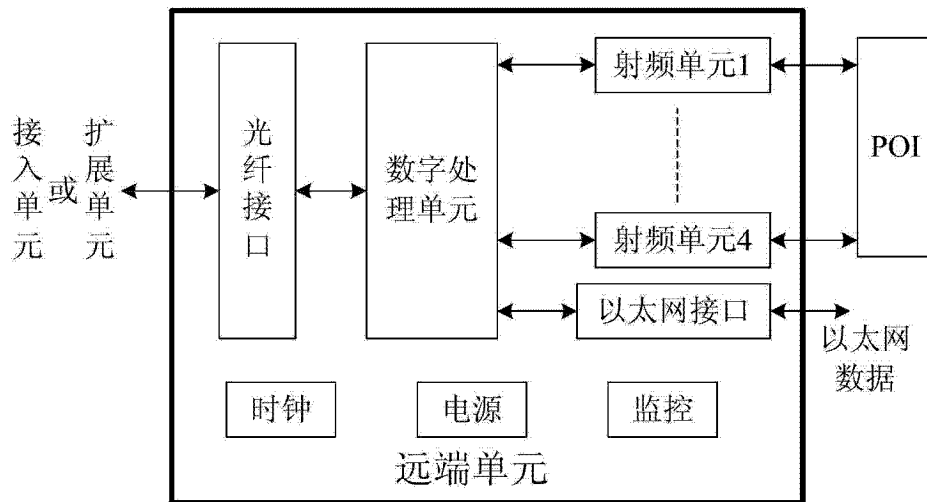 接入单元
或
扩展单元
光纤接口
数字处
理单元
射频单元1
射频单元4
以太网接口
POI
以太网
数据
时钟
电源
监控
远端单元